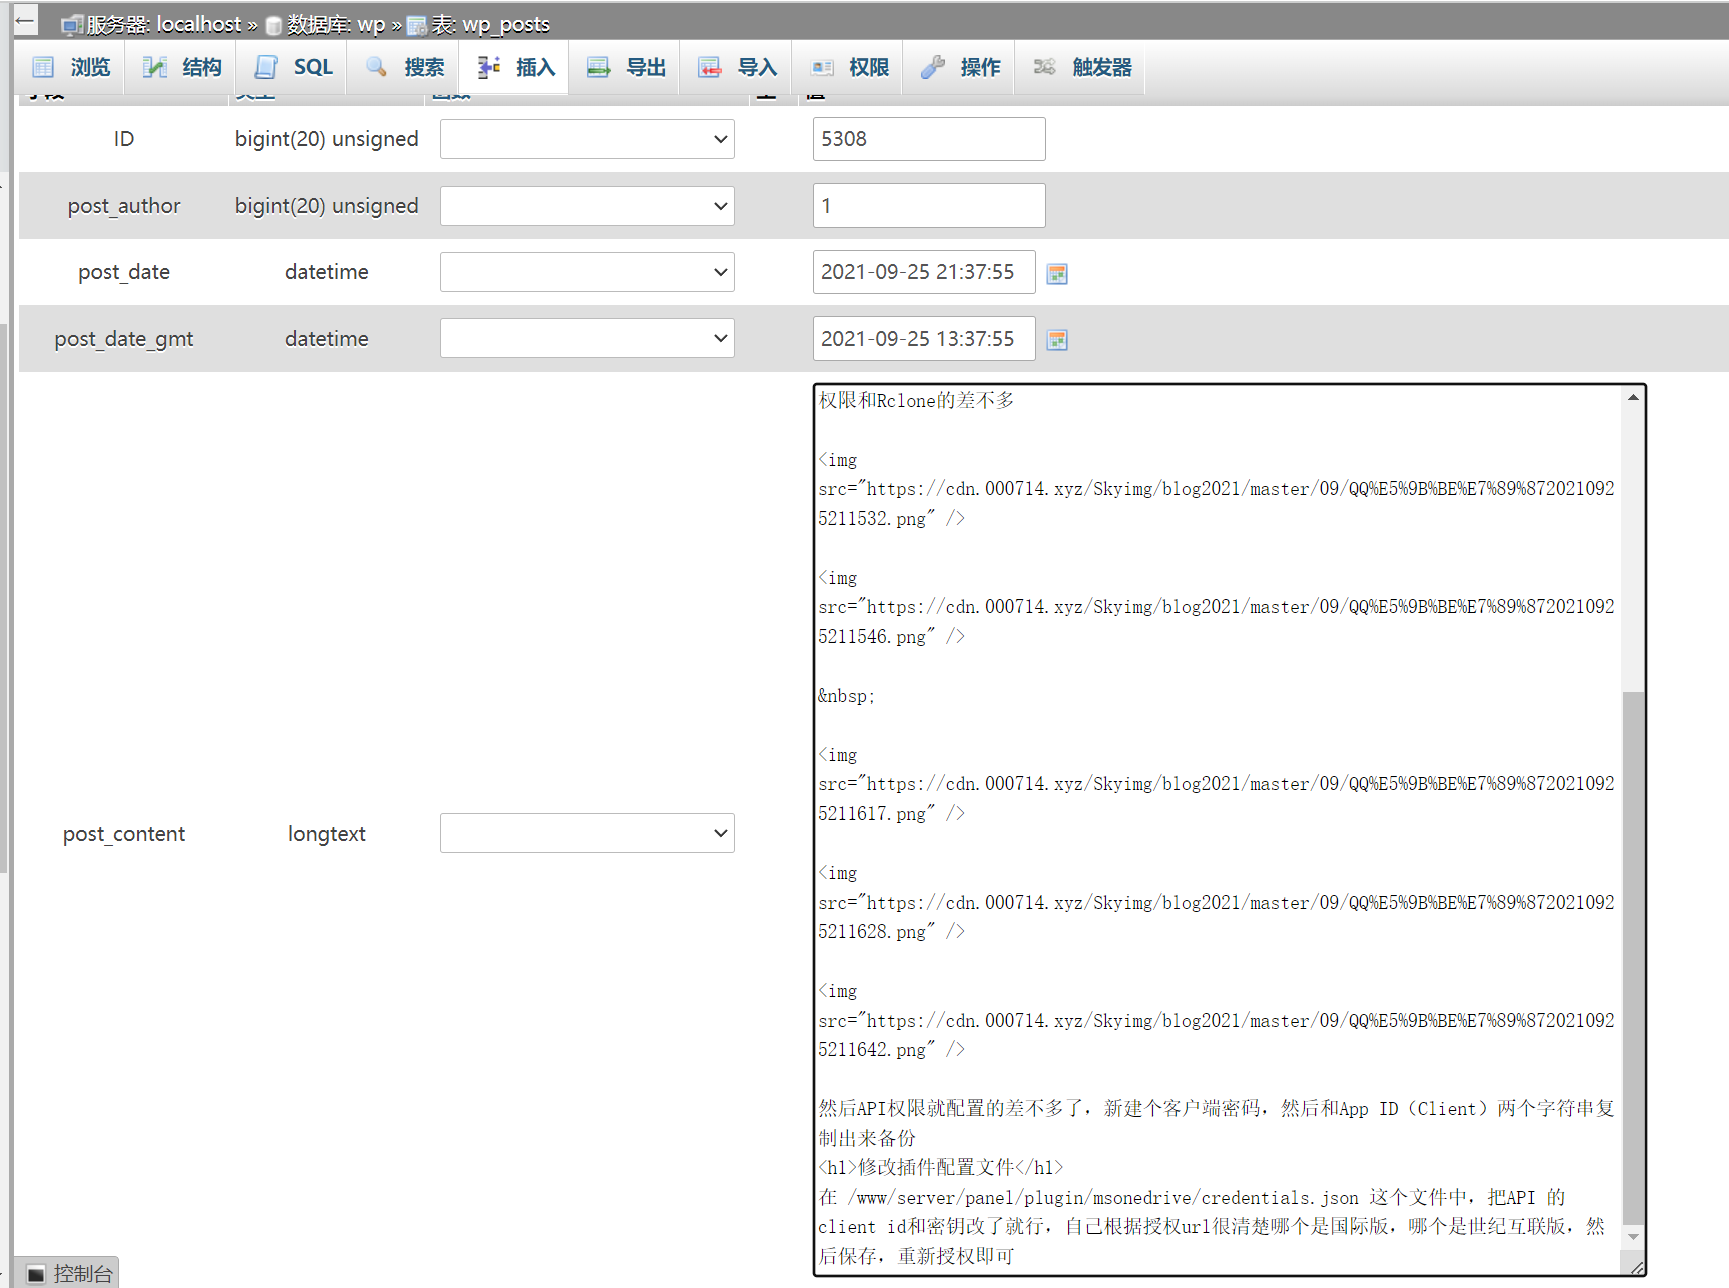 服务器: localhost » 数据库: wp » 表: wp_posts
浏览 结构 SQL 搜索 插入 导出 导入 权限 操作 触发器
字段 类型 函数 空 值
ID bigint(20) unsigned 5308
post_author bigint(20) unsigned 1
post_date datetime 2021-09-25 21:37:55
post_date_gmt datetime 2021-09-25 13:37:55
post_content longtext
权限和Rclone的差不多
<img
src="https://cdn.000714.xyz/Skyimg/blog2021/master/09/QQ%E5%9B%BE%E7%89%872021092
5211532.png" />
<img
src="https://cdn.000714.xyz/Skyimg/blog2021/master/09/QQ%E5%9B%BE%E7%89%872021092
5211546.png" />
&nbsp;
<img
src="https://cdn.000714.xyz/Skyimg/blog2021/master/09/QQ%E5%9B%BE%E7%89%872021092
5211617.png" />
<img
src="https://cdn.000714.xyz/Skyimg/blog2021/master/09/QQ%E5%9B%BE%E7%89%872021092
5211628.png" />
<img
src="https://cdn.000714.xyz/Skyimg/blog2021/master/09/QQ%E5%9B%BE%E7%89%872021092
5211642.png" />
然后API权限就配置的差不多了，新建个客户端密码，然后和App ID（Client）两个字符串复
制出来备份
<h1>修改插件配置文件</h1>
在 /www/server/panel/plugin/msonedrive/credentials.json 这个文件中，把API 的
client id和密钥改了就行，自己根据授权url很清楚哪个是国际版，哪个是世纪互联版，然
后保存，重新授权即可
控制台